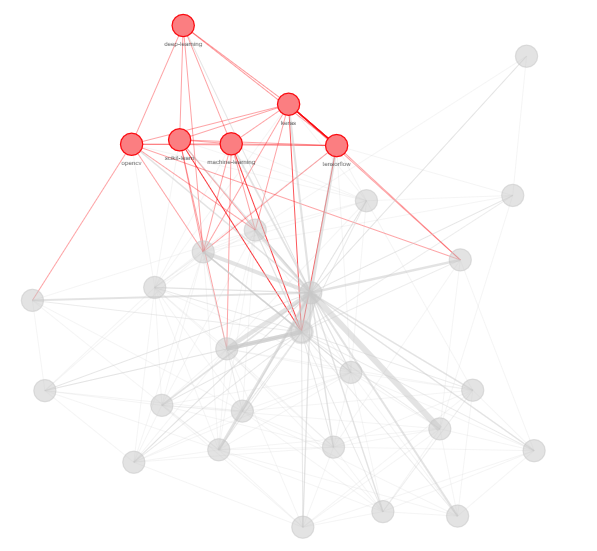 deep-learning
keras
opencv
scikit-learn
machine-learning
tensorflow